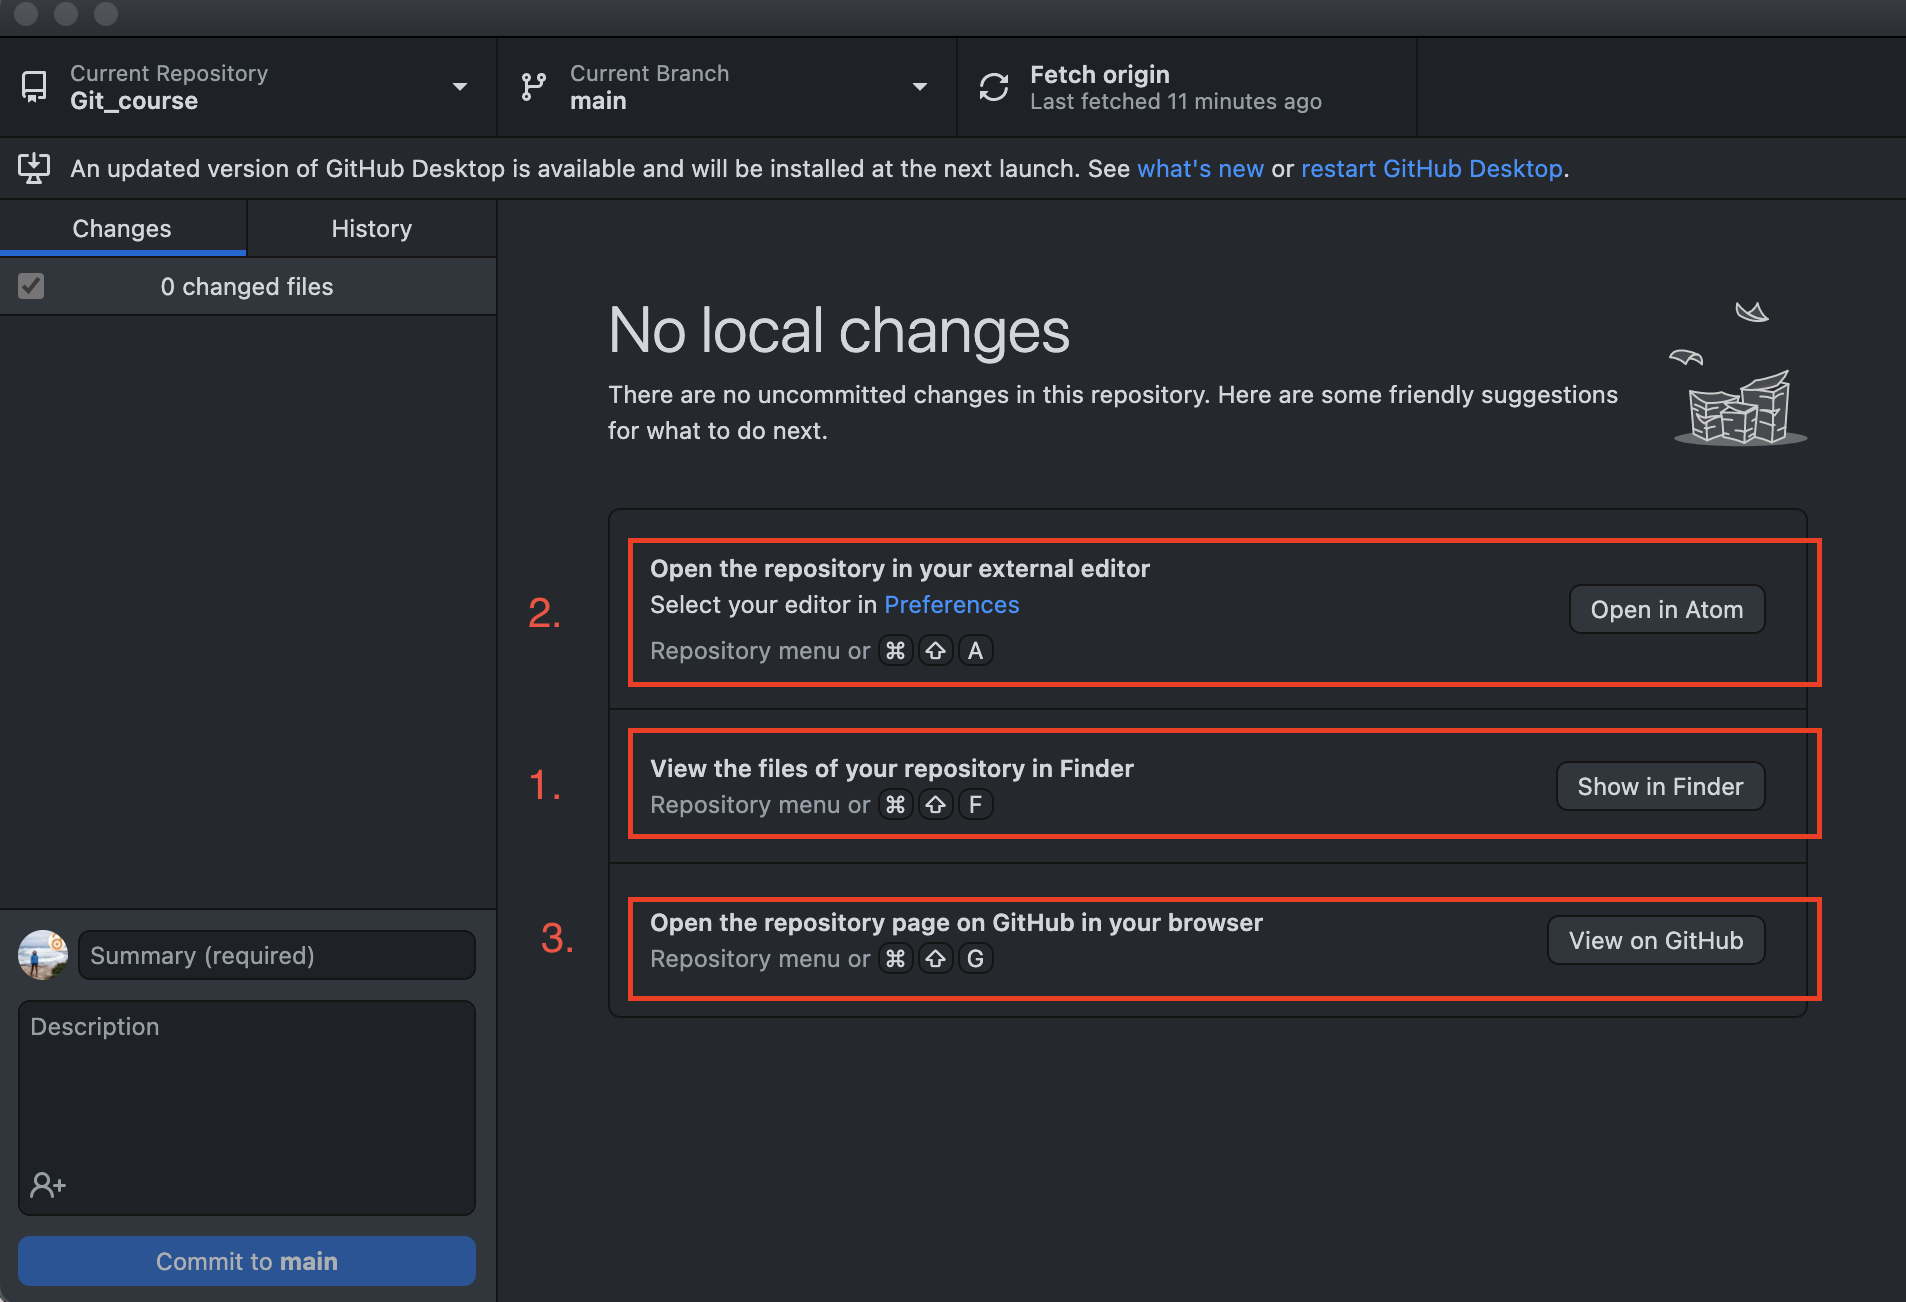 Current Repository
Git_course
Current Branch
main
Fetch origin
Last fetched 11 minutes ago
An updated version of GitHub Desktop is available and will be installed at the next launch. See what's new or restart GitHub Desktop.
Changes
History
0 changed files
No local changes
There are no uncommitted changes in this repository. Here are some friendly suggestions
for what to do next.
2.
Open the repository in your external editor
Select your editor in Preferences
Repository menu or ⌘ ⇧ A
Open in Atom
1.
View the files of your repository in Finder
Repository menu or ⌘ ⇧ F
Show in Finder
3.
Open the repository page on GitHub in your browser
Repository menu or ⌘ ⇧ G
View on GitHub
Summary (required)
Description
Commit to main